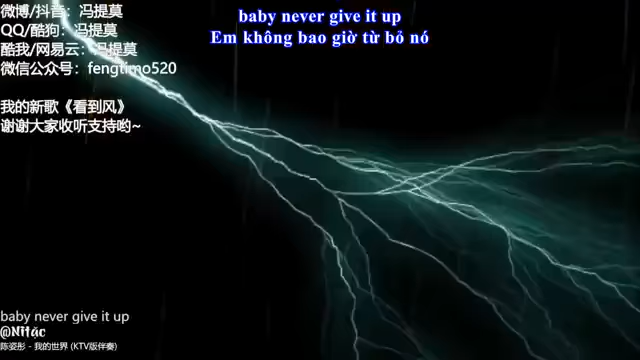 微博/抖音：冯提莫
QQ/酷狗：冯提莫
酷我/网易云：冯提莫
微信公众号：fengtimo520
我的新歌《看到风》
谢谢大家收听支持哟~
baby never give it up
Em không bao giờ từ bỏ nó
baby never give it up
陈姿彤 - 我的世界 (KTV版伴奏)